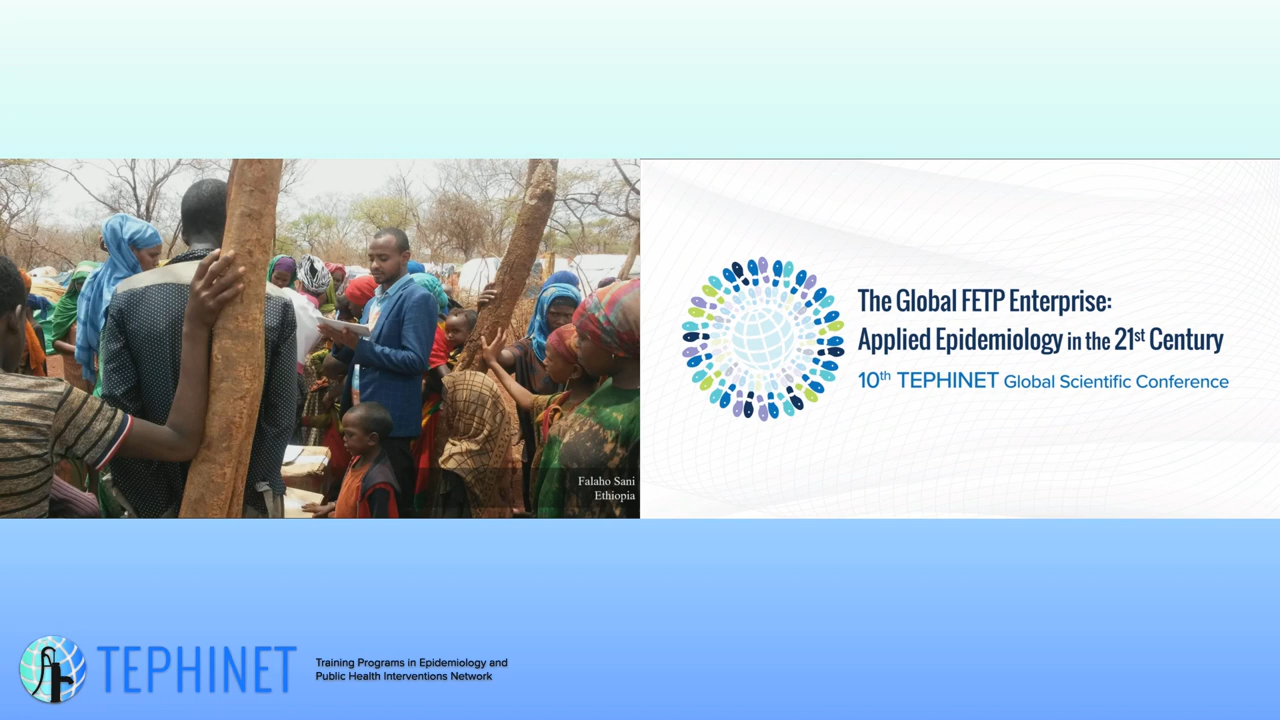 Falaho Sani
Ethiopia
The Global FETP Enterprise:
Applied Epidemiology in the 21st Century
10th TEPHINET Global Scientific Conference
TEPHINET
Training Programs in Epidemiology and
Public Health Interventions Network